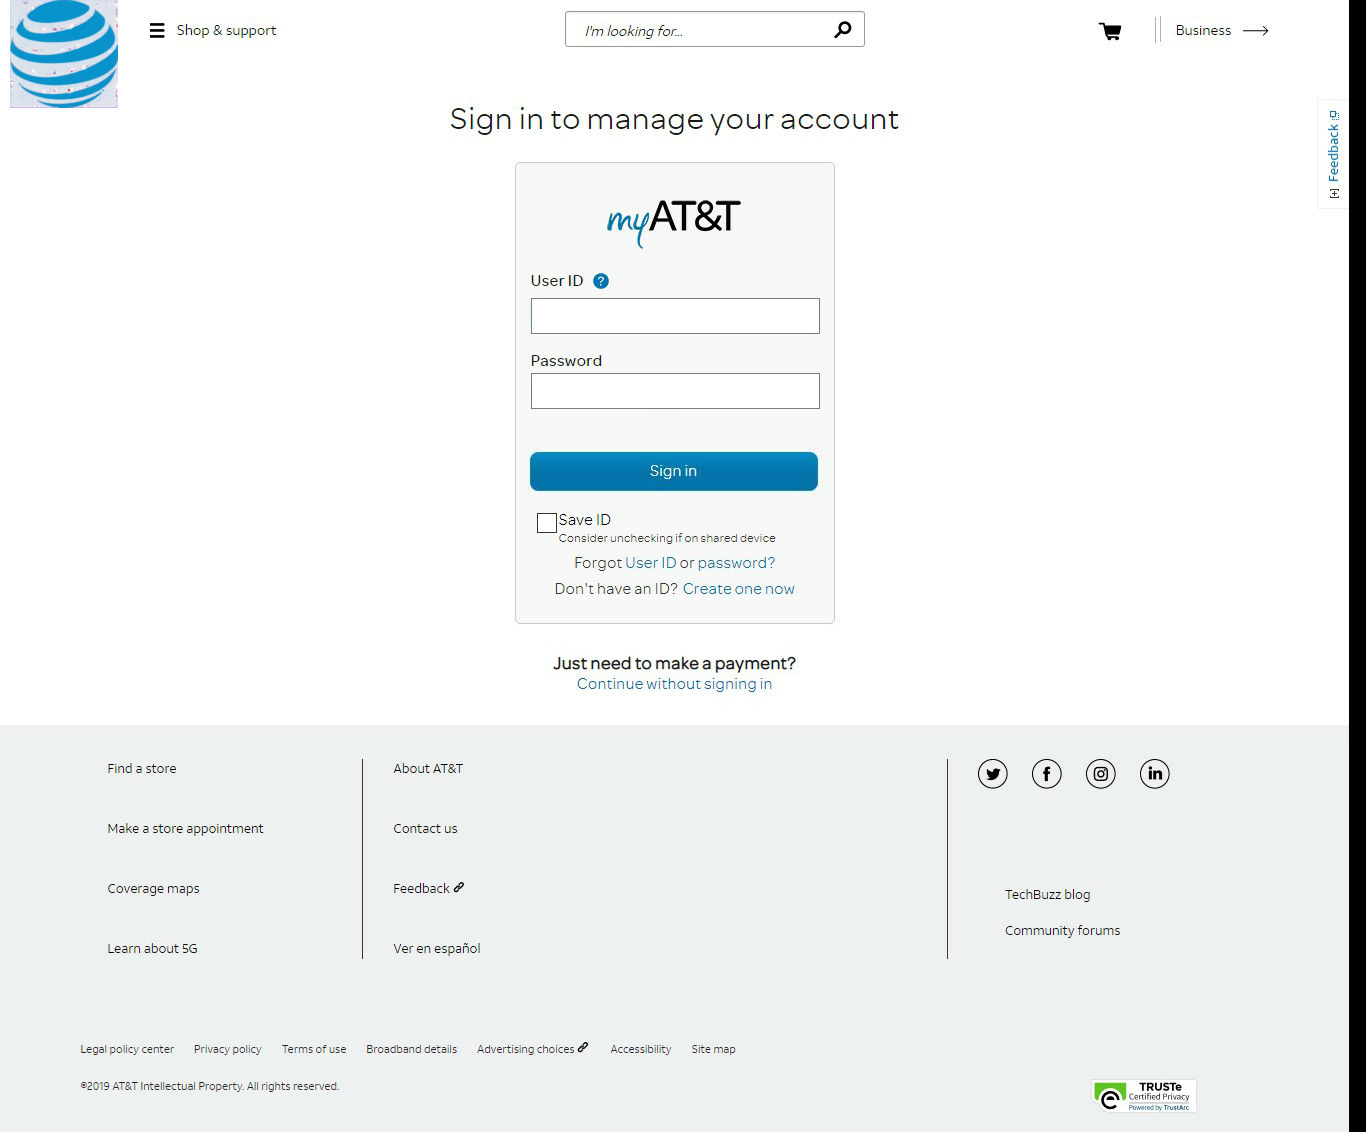 Shop & support
I'm looking for...
Business
Feedback
Sign in to manage your account
myAT&T
User ID ?
Password
Sign in
Save ID
Consider unchecking if on shared device
Forgot User ID or password?
Don't have an ID? Create one now
Just need to make a payment?
Continue without signing in
Find a store
Make a store appointment
Coverage maps
Learn about 5G
About AT&T
Contact us
Feedback
Ver en español
TechBuzz blog
Community forums
Legal policy center Privacy policy Terms of use Broadband details Advertising choices Accessibility Site map
©2019 AT&T Intellectual Property. All rights reserved.
TRUSTe
Certified Privacy
Powered by TrustArc